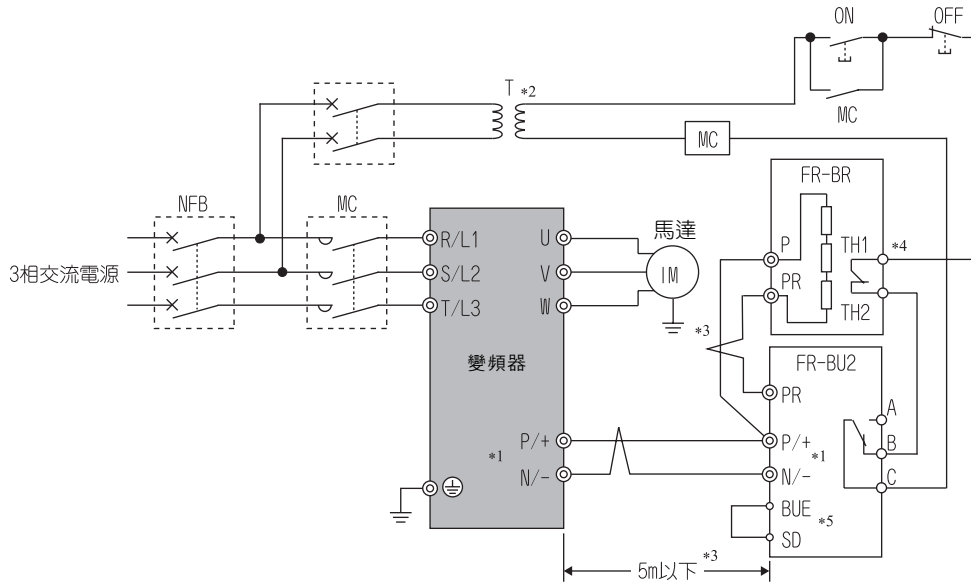 ON
OFF
T *2
MC
MC
FR-BR
NFB
MC
馬達
P
TH1
*4
R/L1
U
3相交流電源
S/L2
V
IM
PR
T/L3
W
TH2
*3
變頻器
FR-BU2
PR
A
P/+
P/+
B
*1
*1
N/-
N/-
C
BUE
*5
SD
5m以下 *3